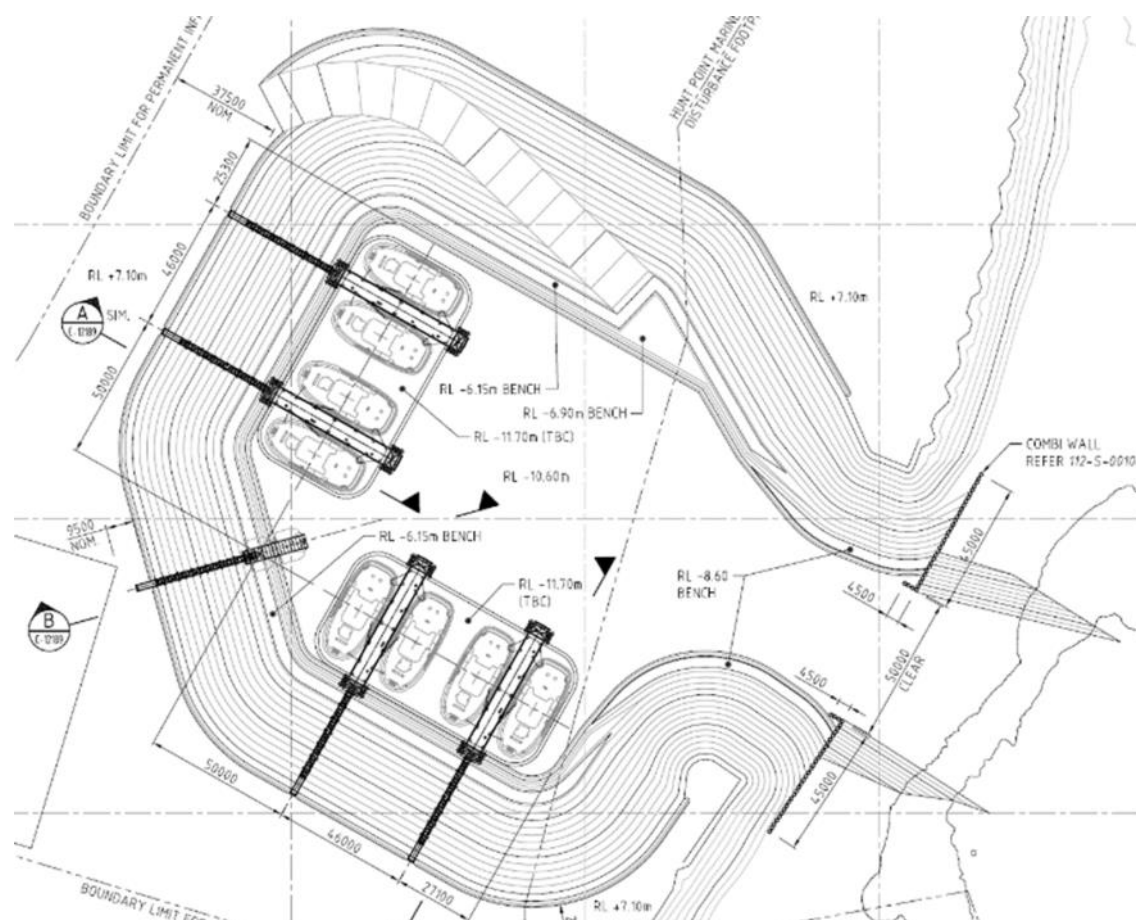 BOUNDARY LIMIT FOR PERMANENT
HUNT POINT MARINE
DISTURBANCE
37500
NOM.
25300
46000
RL +7.10m
A
SIM.
50000
RL +7.10m
RL -6.15m BENCH
RL -6.90m BENCH
RL -11.70m (TBC)
RL -10.60m
COMBI WALL
REFER 112-S-0010
9500
NOM.
RL -6.15m BENCH
RL -11.70m
(TBC)
RL -8.60
BENCH
45000
4500
B
50000
CLEAR
4500
45000
50000
46000
27100
BOUNDARY LIMIT
RL +7.10m